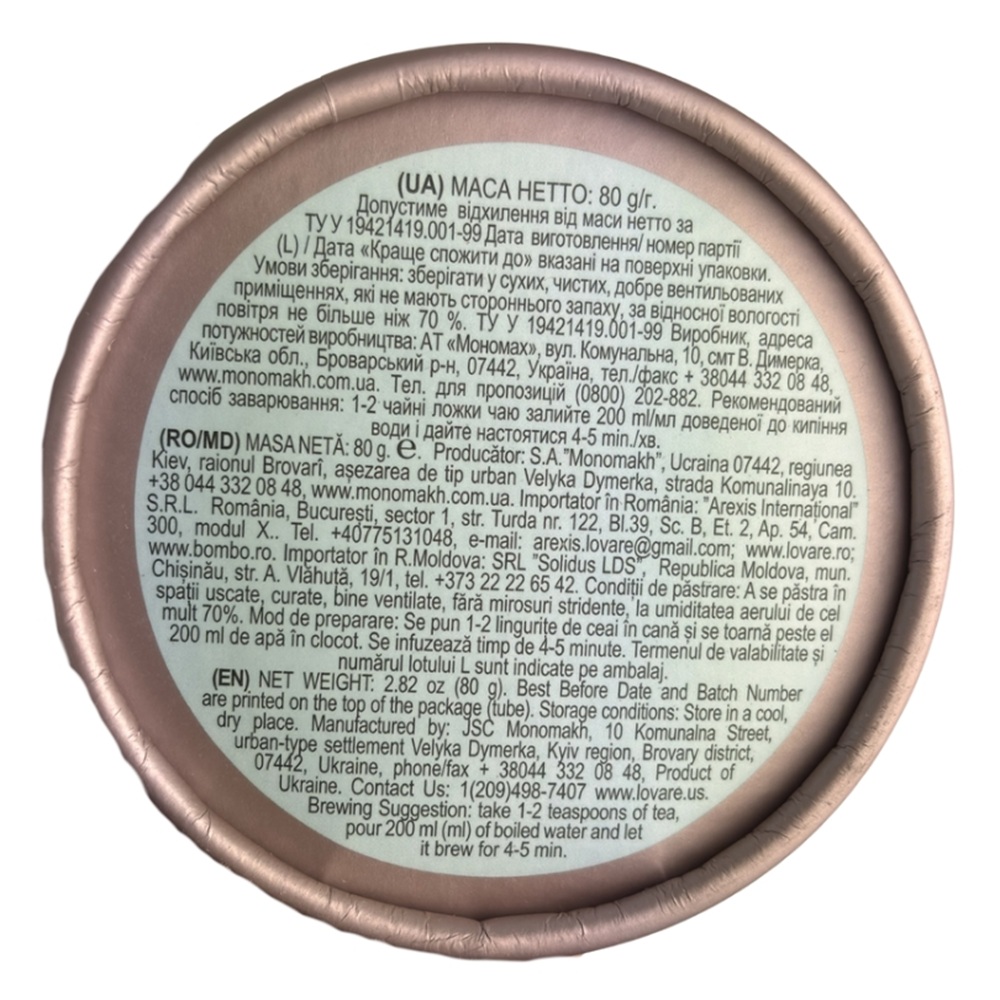 (UA) МАСА НЕТТО: 80 g/г.
Допустиме відхилення від маси нетто за
ТУ У 19421419.001-99 Дата виготовлення/ номер партії
(L) / Дата «Краще спожити до» вказані на поверхні упаковки.
Умови зберігання: зберігати у сухих, чистих, добре вентильованих
приміщеннях, які не мають стороннього запаху, за відносної вологості
повітря не більше ніж 70 %. ТУ У 19421419.001-99 Виробник, адреса
потужностей виробництва: АТ «Мономах», вул. Комунальна, 10, смт В. Димерка,
Київська обл., Броварський р-н, 07442, Україна, тел./факс + 38044 332 08 48,
www.monomakh.com.ua. Тел. для пропозицій (0800) 202-882. Рекомендований
спосіб заварювання: 1-2 чайні ложки чаю залийте 200 ml/мл доведеної до кипіння
води і дайте настоятися 4-5 min./хв.
(RO/MD) MASA NETĂ: 80 g. ℮. Producător: S.A."Monomakh", Ucraina 07442, regiunea
Kiev, raionul Brovarî, așezarea de tip urban Velyka Dymerka, strada Komunalinaya 10.
+38 044 332 08 48, www.monomakh.com.ua. Importator în România: "Arexis Internațional"
S.R.L. România, București, sector 1, str. Turda nr. 122, Bl.39, Sc. B, Et. 2, Ap. 54, Cam.
300, modul X.. Tel. +40775131048, e-mail: arexis.lovare@gmail.com; www.lovare.ro;
www.bombo.ro. Importator în R.Moldova: SRL "Solidus LDS", Republica Moldova, mun.
Chișinău, str. A. Vlăhuță, 19/1, tel. +373 22 22 65 42. Condiții de păstrare: A se păstra în
spații uscate, curate, bine ventilate, fără mirosuri stridente, la umiditatea aerului de cel
mult 70%. Mod de preparare: Se pun 1-2 lingurițe de ceai în cană și se toarnă peste el
200 ml de apă în clocot. Se infuzează timp de 4-5 minute. Termenul de valabilitate și
numărul lotului L sunt indicate pe ambalaj.
(EN) NET WEIGHT: 2.82 oz (80 g). Best Before Date and Batch Number
are printed on the top of the package (tube). Storage conditions: Store in a cool,
dry place. Manufactured by: JSC Monomakh, 10 Komunalna Street,
urban-type settlement Velyka Dymerka, Kyiv region, Brovary district,
07442, Ukraine, phone/fax + 38044 332 08 48, Product of
Ukraine. Contact Us: 1(209)498-7407 www.lovare.us.
Brewing Suggestion: take 1-2 teaspoons of tea,
pour 200 ml (ml) of boiled water and let
it brew for 4-5 min.